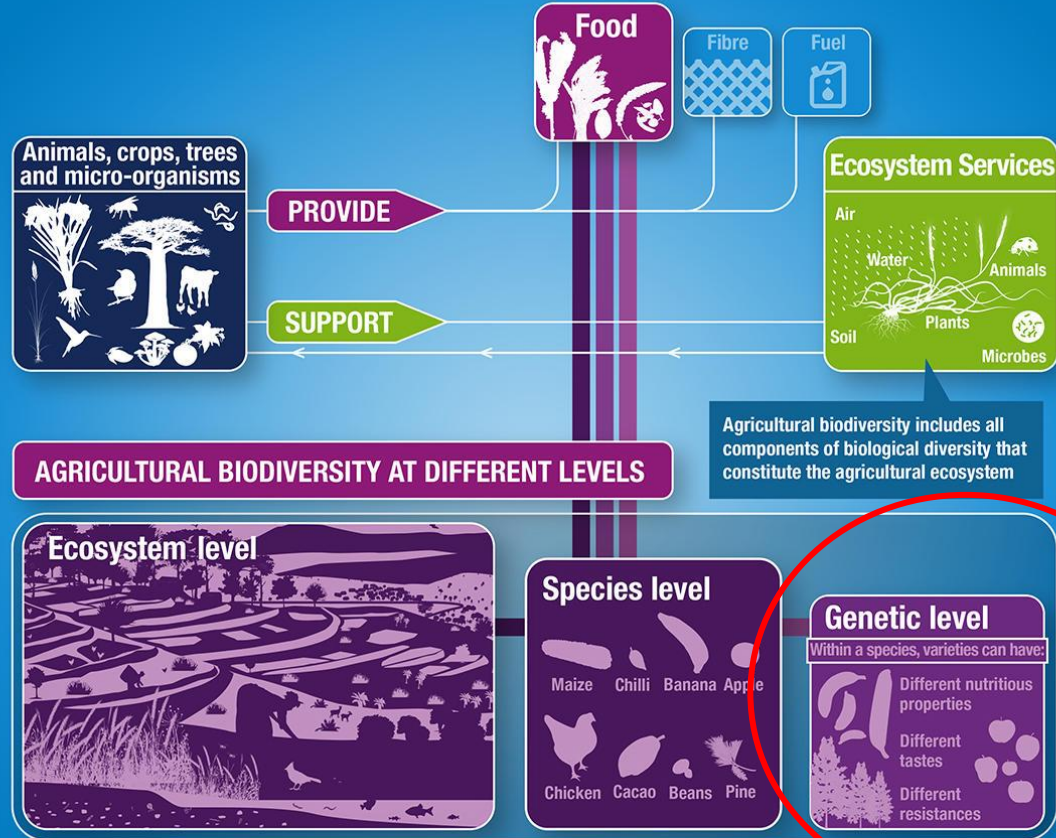 Food
Fibre
Fuel
Animals, crops, trees
and micro-organisms
PROVIDE
SUPPORT
Ecosystem Services
Air
Water
Animals
Plants
Soil
Microbes
Agricultural biodiversity includes all
components of biological diversity that
constitute the agricultural ecosystem
AGRICULTURAL BIODIVERSITY AT DIFFERENT LEVELS
Ecosystem level
Species level
Maize Chilli Banana Apple
Chicken Cacao Beans Pine
Genetic level
Within a species, varieties can have:
Different nutritious
properties
Different
tastes
Different
resistances